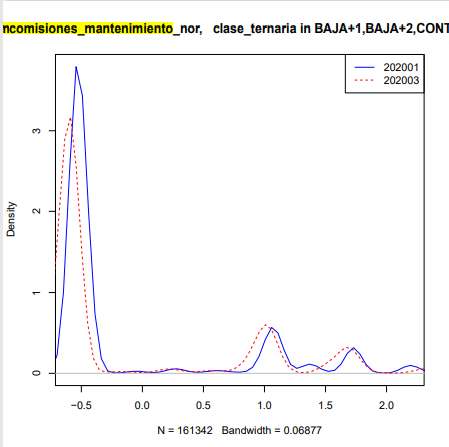 ncomisiones_mantenimiento_nor, clase_ternaria in BAJA+1,BAJA+2,CONT
202001
202003
Density
3
2
1
0
−0.5 0.0 0.5 1.0 1.5 2.0
N = 161342 Bandwidth = 0.06877